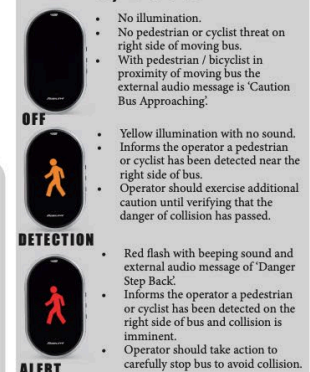 • No illumination.
• No pedestrian or cyclist threat on
right side of moving bus.
• With pedestrian / bicyclist in
proximity of moving bus the
external audio message is 'Caution
Bus Approaching'.
OFF
• Yellow illumination with no sound.
• Informs the operator a pedestrian
or cyclist has been detected near the
right side of bus.
• Operator should exercise additional
caution until verifying that the
danger of collision has passed.
DETECTION
• Red flash with beeping sound and
external audio message of 'Danger
Step Back'.
• Informs the operator a pedestrian
or cyclist has been detected on the
right side of bus and collision is
imminent.
• Operator should take action to
carefully stop bus to avoid collision.
ALERT